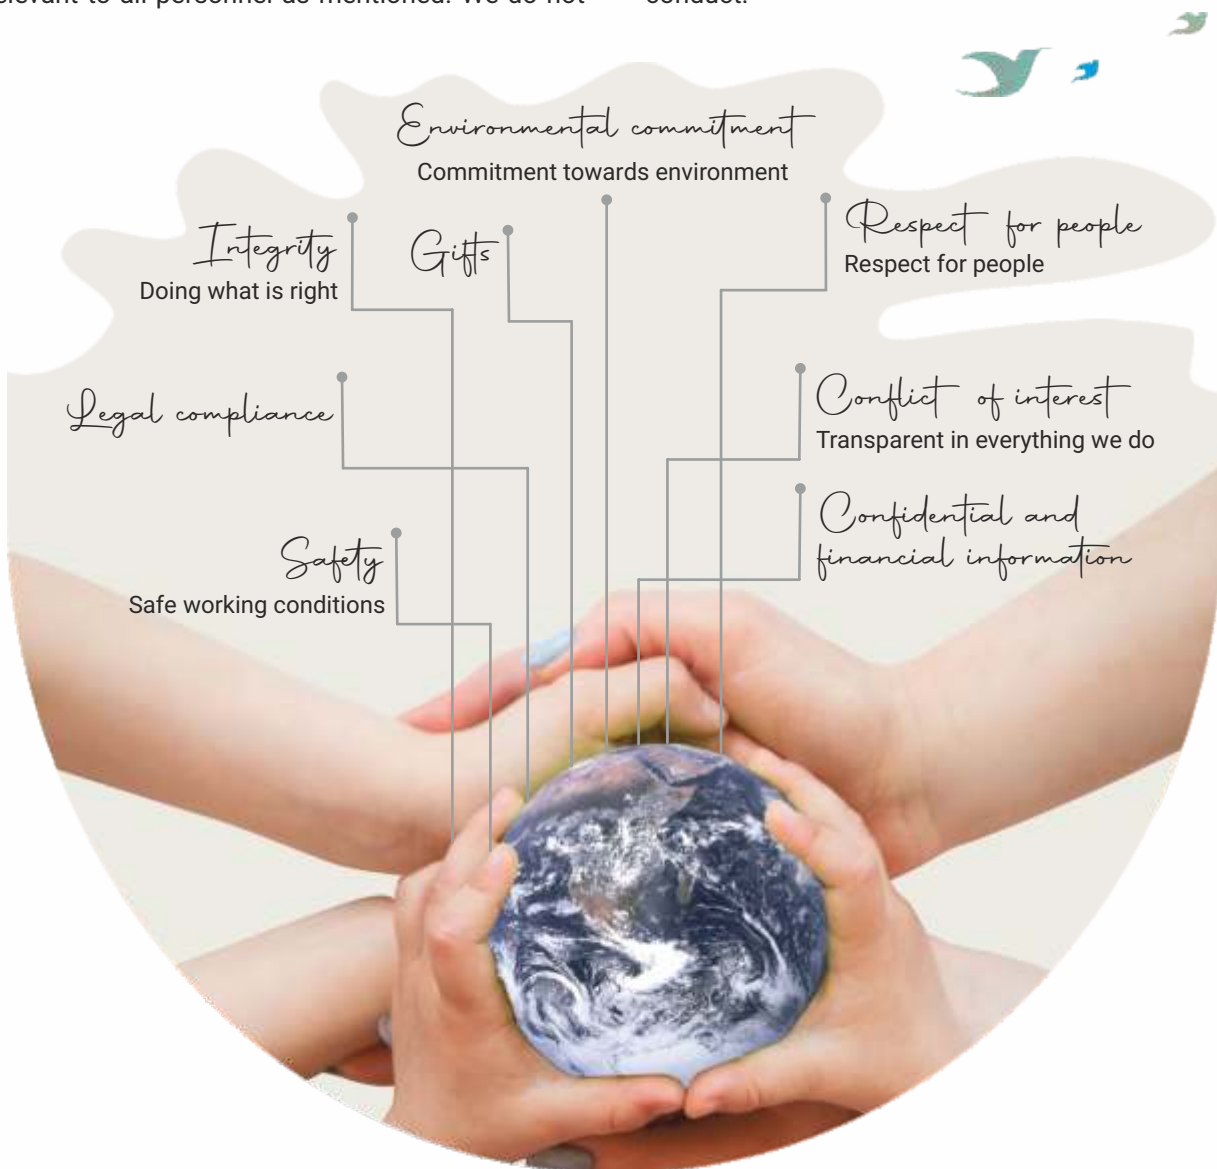 relevant to all personnel as mentioned. We do not conduct.
Environmental commitment
Commitment towards environment
Integrity
Doing what is right
Gifts
Respect for people
Respect for people
Legal compliance
Conflict of interest
Transparent in everything we do
Safety
Safe working conditions
Confidential and
financial information